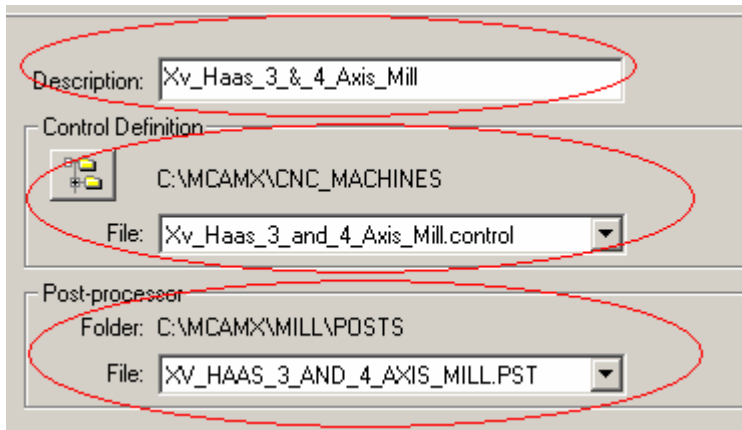 Description: Xv_Haas_3_&_4_Axis_Mill
Control Definition
C:\MCAMX\CNC_MACHINES
File: Xv_Haas_3_and_4_Axis_Mill.control
Post-processor
Folder: C:\MCAMX\MILL\POSTS
File: XV_HAAS_3_AND_4_AXIS_MILL.PST